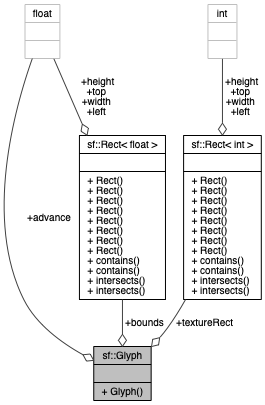 float
int
+height
+top
+width
+left
+height
+top
+width
+left
sf::Rect< float >
+ Rect()
+ Rect()
+ Rect()
+ Rect()
+ Rect()
+ Rect()
+ Rect()
+ Rect()
+ contains()
+ contains()
+ intersects()
+ intersects()
sf::Rect< int >
+ Rect()
+ Rect()
+ Rect()
+ Rect()
+ Rect()
+ Rect()
+ Rect()
+ Rect()
+ contains()
+ contains()
+ intersects()
+ intersects()
+advance
+bounds
+textureRect
sf::Glyph
+ Glyph()